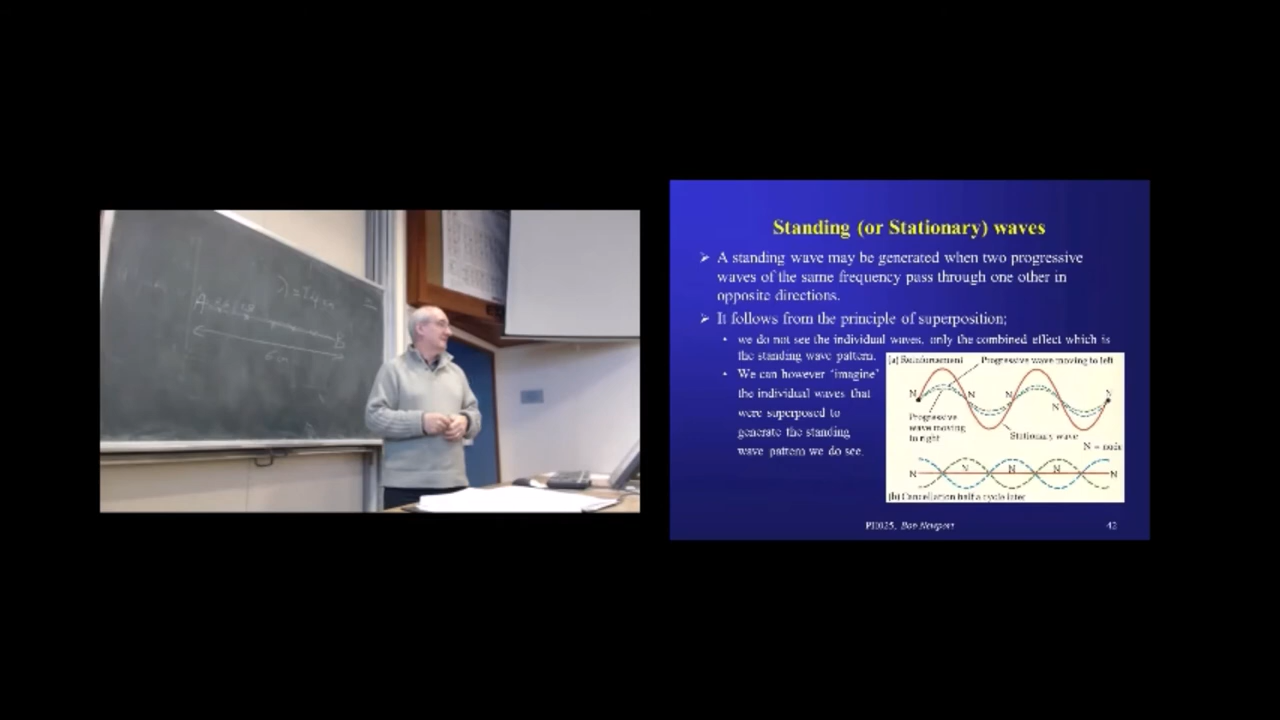 A
B
Standing (or Stationary) waves
A standing wave may be generated when two progressive
waves of the same frequency pass through one other in
opposite directions.
It follows from the principle of superposition;
we do not see the individual waves, only the combined effect which is
the standing wave pattern.
We can however ‘imagine’
the individual waves that
were superposed to
generate the standing
wave pattern we do see.
(a) Reinforcement
Progressive wave moving to left
N N N N N
Progressive
wave moving
to right
Stationary wave
N = node
N N N N N
(b) Cancellation half a cycle later
PH025, Bob Newport
42